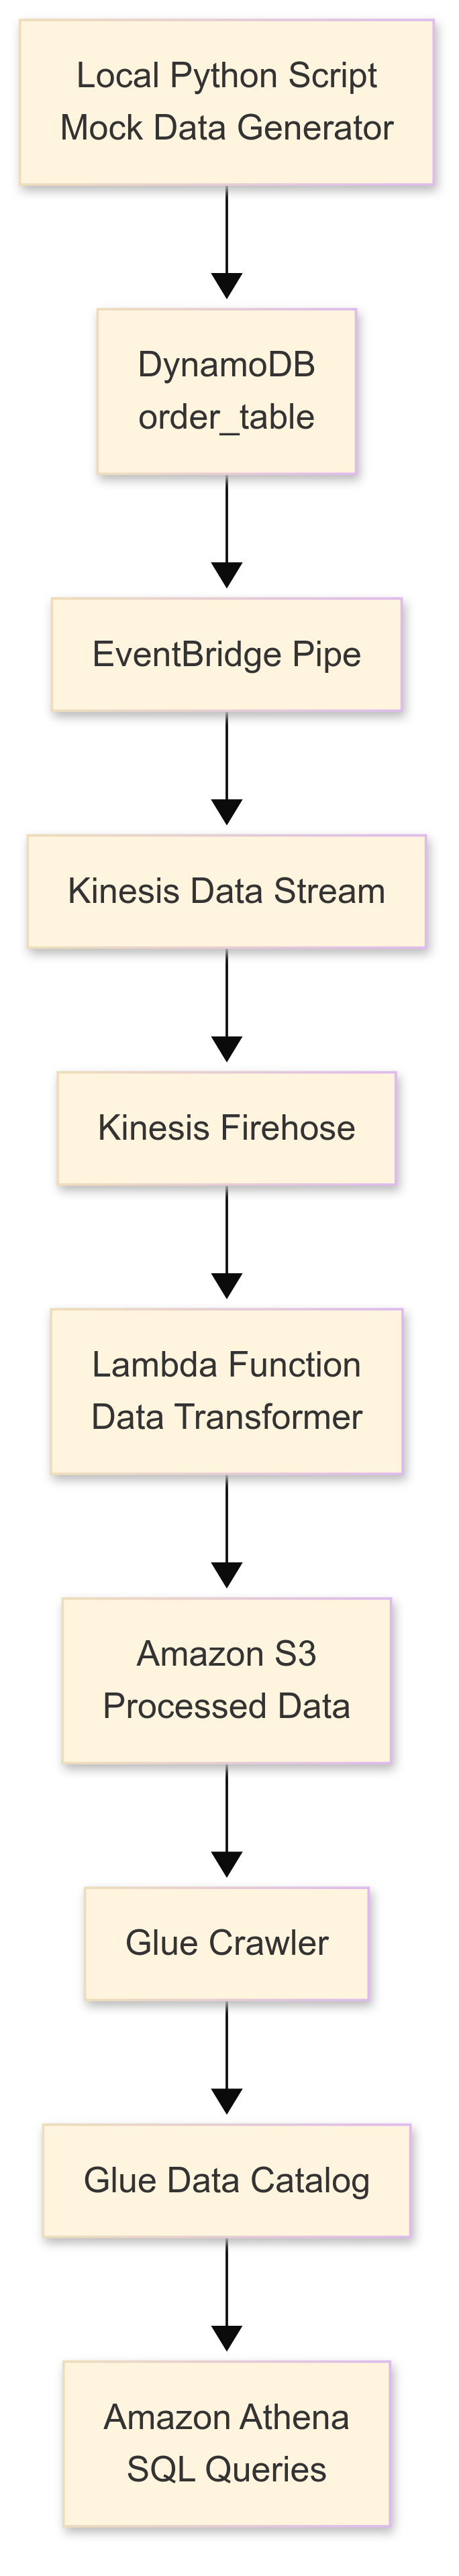 Local Python Script
Mock Data Generator
DynamoDB
order_table
EventBridge Pipe
Kinesis Data Stream
Kinesis Firehose
Lambda Function
Data Transformer
Amazon S3
Processed Data
Glue Crawler
Glue Data Catalog
Amazon Athena
SQL Queries